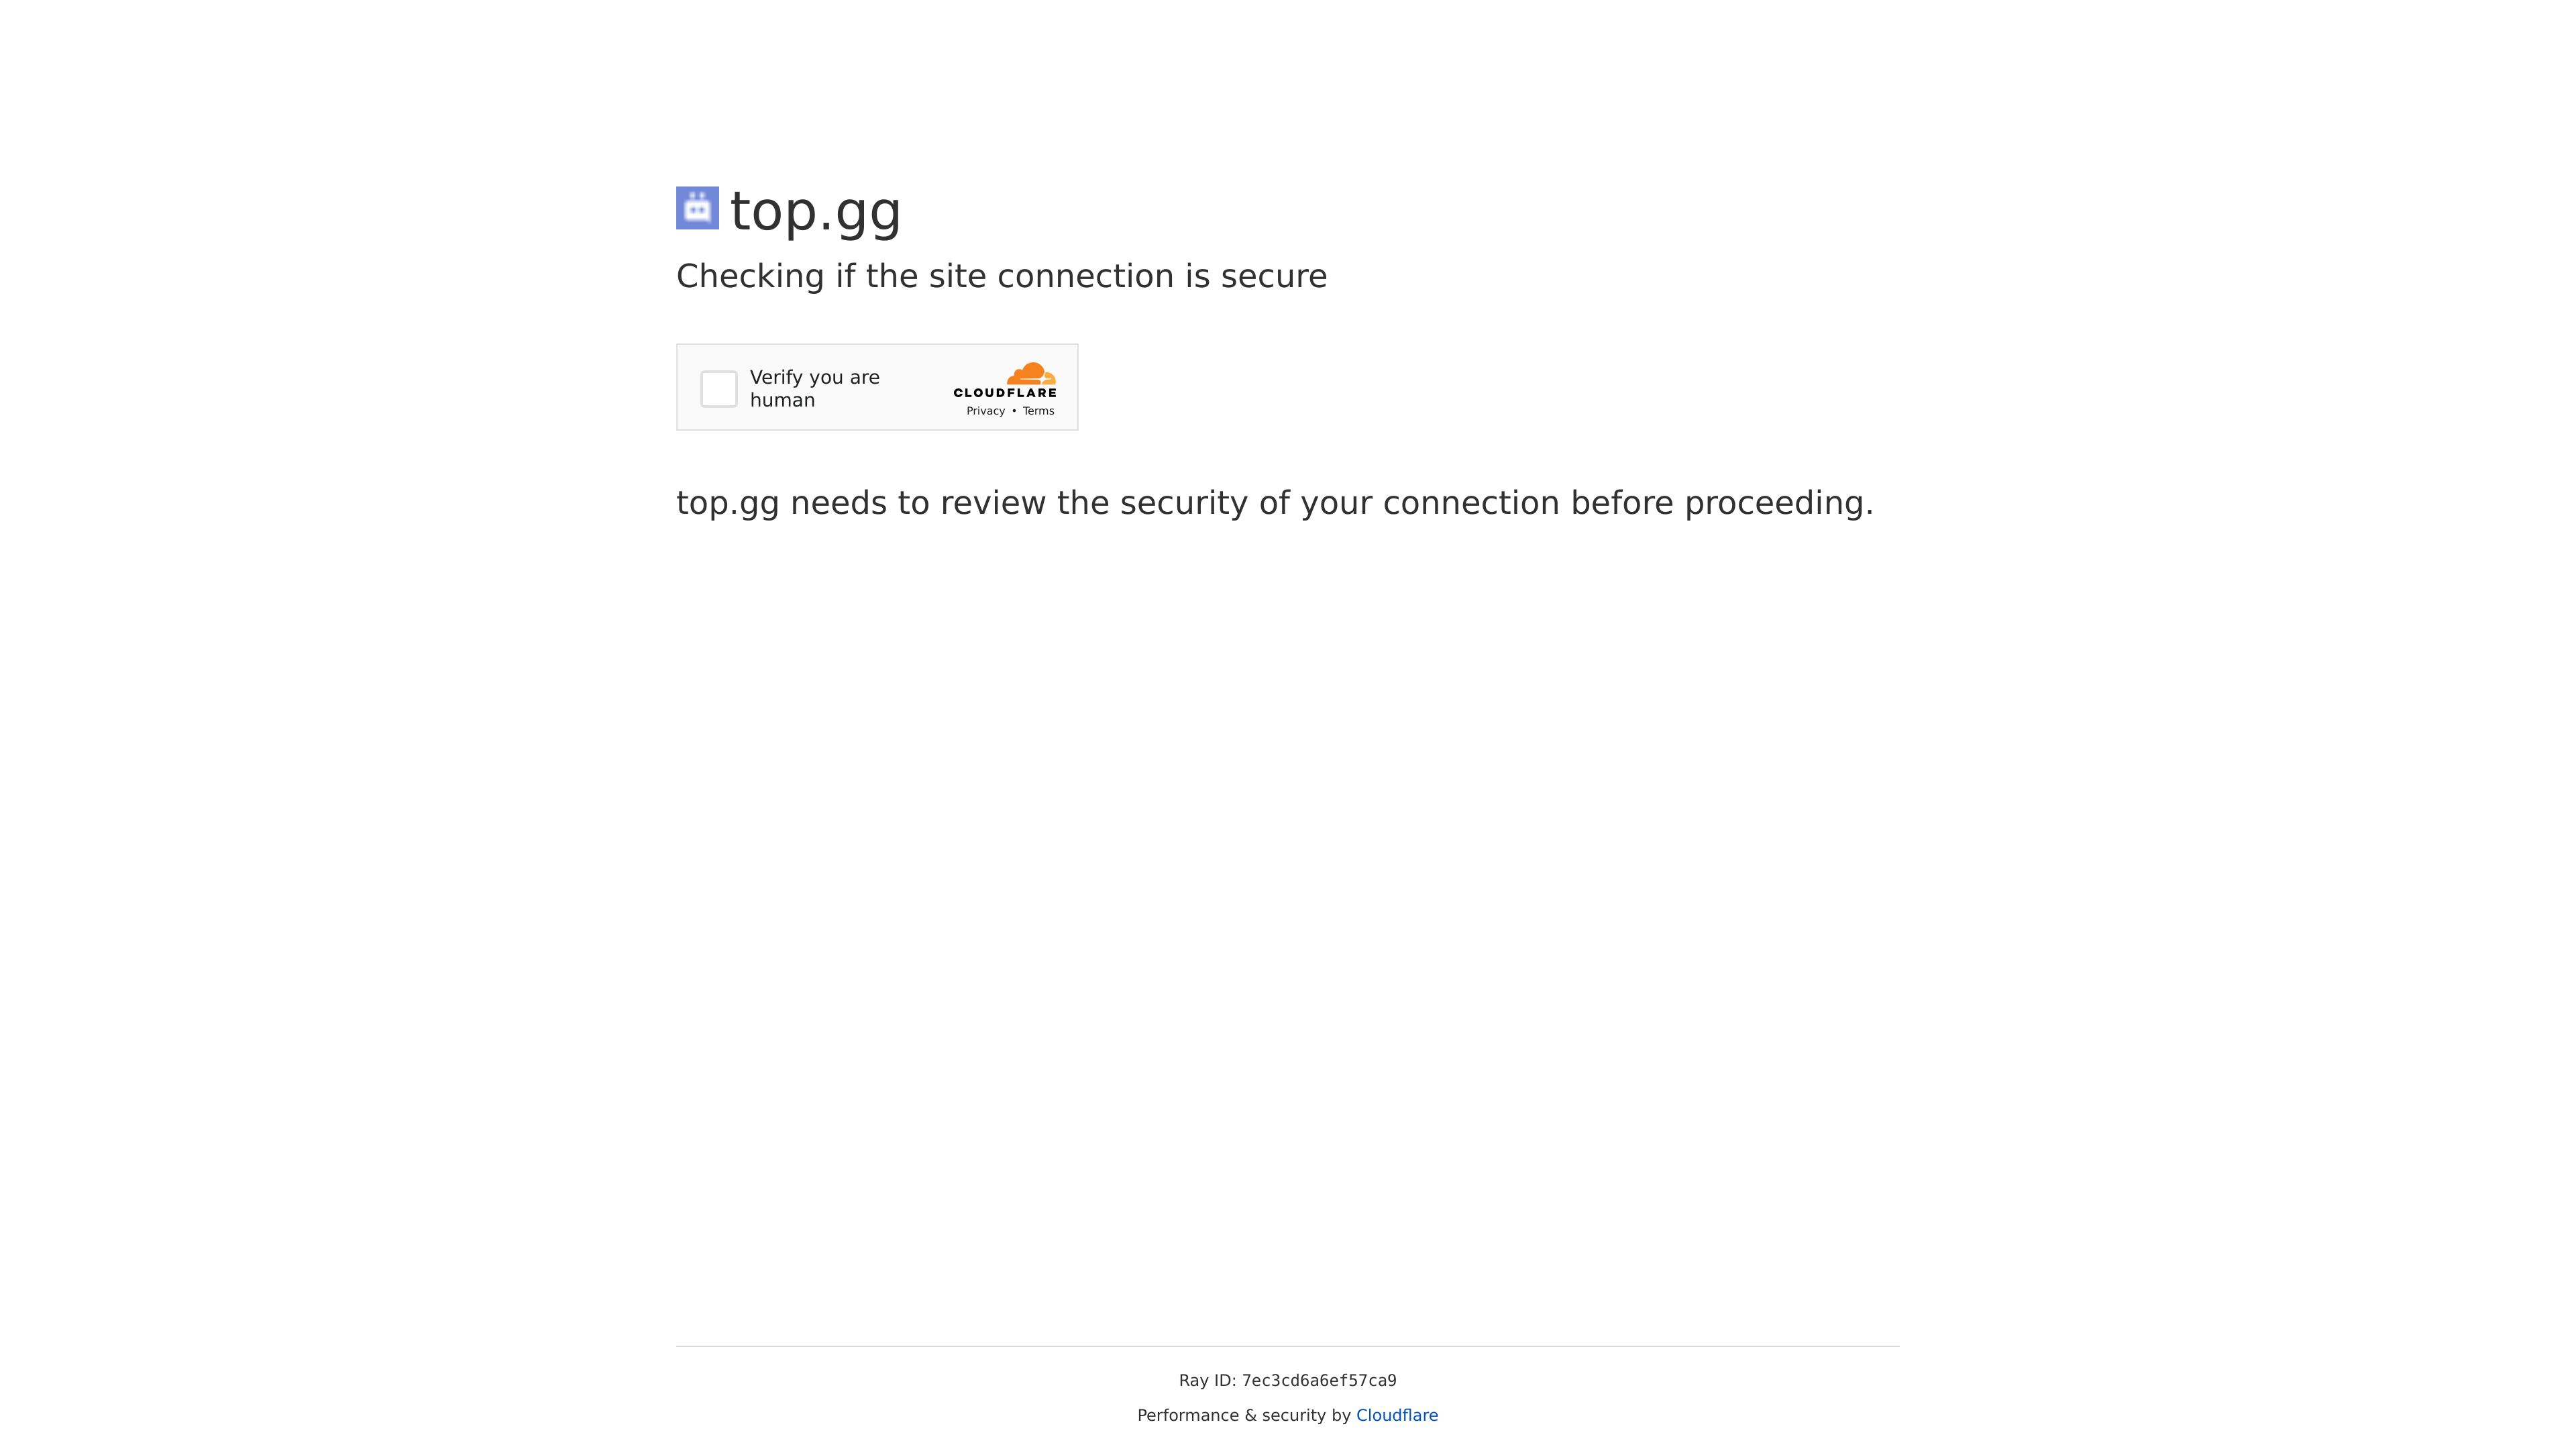 top.gg
Checking if the site connection is secure
Verify you are
human
CLOUDFLARE
Privacy • Terms
top.gg needs to review the security of your connection before proceeding.
Ray ID: 7ec3cd6a6ef57ca9
Performance & security by Cloudflare